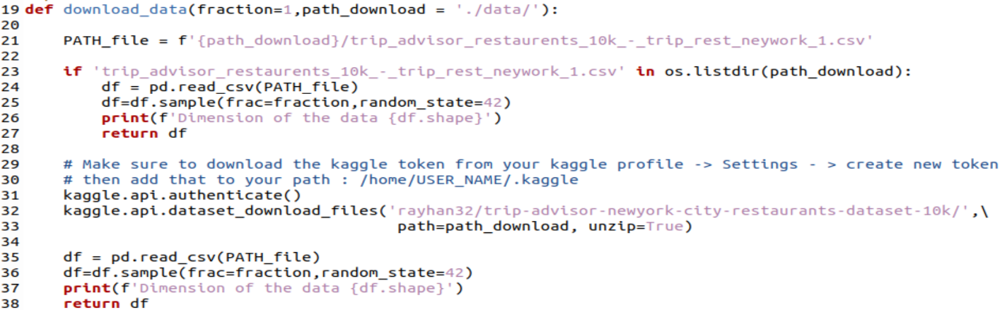 19 def download_data(fraction=1,path_download = './data/'):
20
21     PATH_file = f'{path_download}/trip_advisor_restaurents_10k_-_trip_rest_neywork_1.csv'
22
23     if 'trip_advisor_restaurents_10k_-_trip_rest_neywork_1.csv' in os.listdir(path_download):
24         df = pd.read_csv(PATH_file)
25         df=df.sample(frac=fraction,random_state=42)
26         print(f'Dimension of the data {df.shape}')
27         return df
28
29     # Make sure to download the kaggle token from your kaggle profile -> Settings - > create new token
30     # then add that to your path : /home/USER_NAME/.kaggle
31     kaggle.api.authenticate()
32     kaggle.api.dataset_download_files('rayhan32/trip-advisor-newyork-city-restaurants-dataset-10k/',\
33                                       path=path_download, unzip=True)
34
35     df = pd.read_csv(PATH_file)
36     df=df.sample(frac=fraction,random_state=42)
37     print(f'Dimension of the data {df.shape}')
38     return df